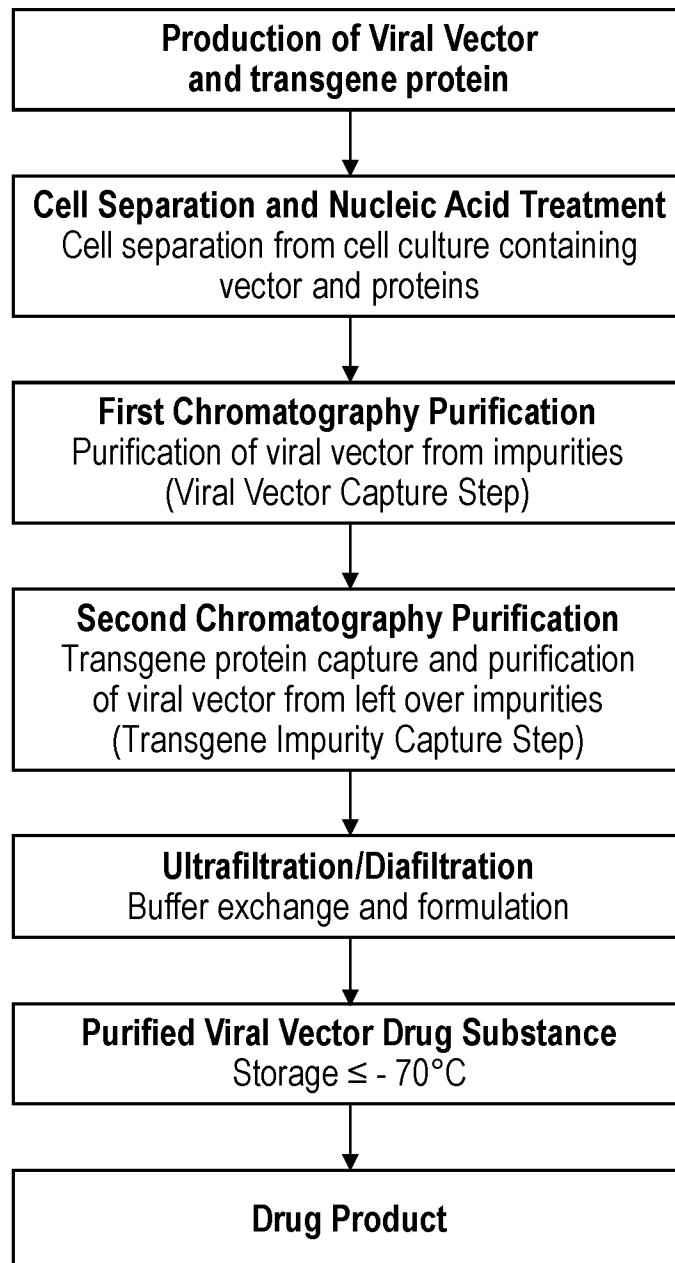 Production of Viral Vector
and transgene protein
Cell Separation and Nucleic Acid Treatment
Cell separation from cell culture containing
vector and proteins
First Chromatography Purification
Purification of viral vector from impurities
(Viral Vector Capture Step)
Second Chromatography Purification
Transgene protein capture and purification
of viral vector from left over impurities
(Transgene Impurity Capture Step)
Ultrafiltration/Diafiltration
Buffer exchange and formulation
Purified Viral Vector Drug Substance
Storage ≤ - 70°C
Drug Product